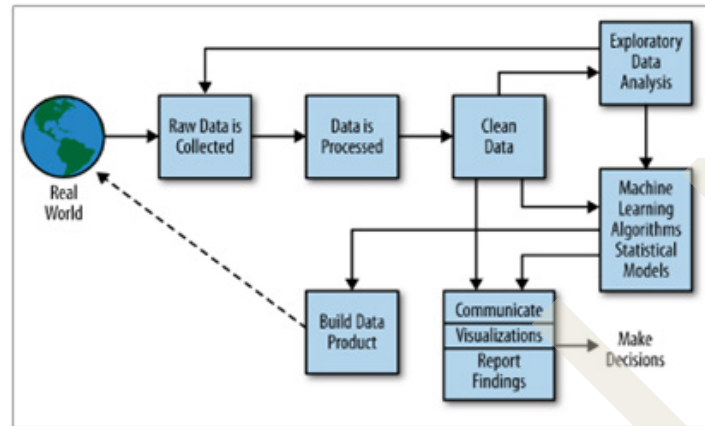 Exploratory
Data
Analysis
Raw Data is
Collected
Data is
Processed
Clean
Data
Real
World
Machine
Learning
Algorithms
Statistical
Models
Build Data
Product
Communicate
Visualizations
Report
Findings
Make
Decisions